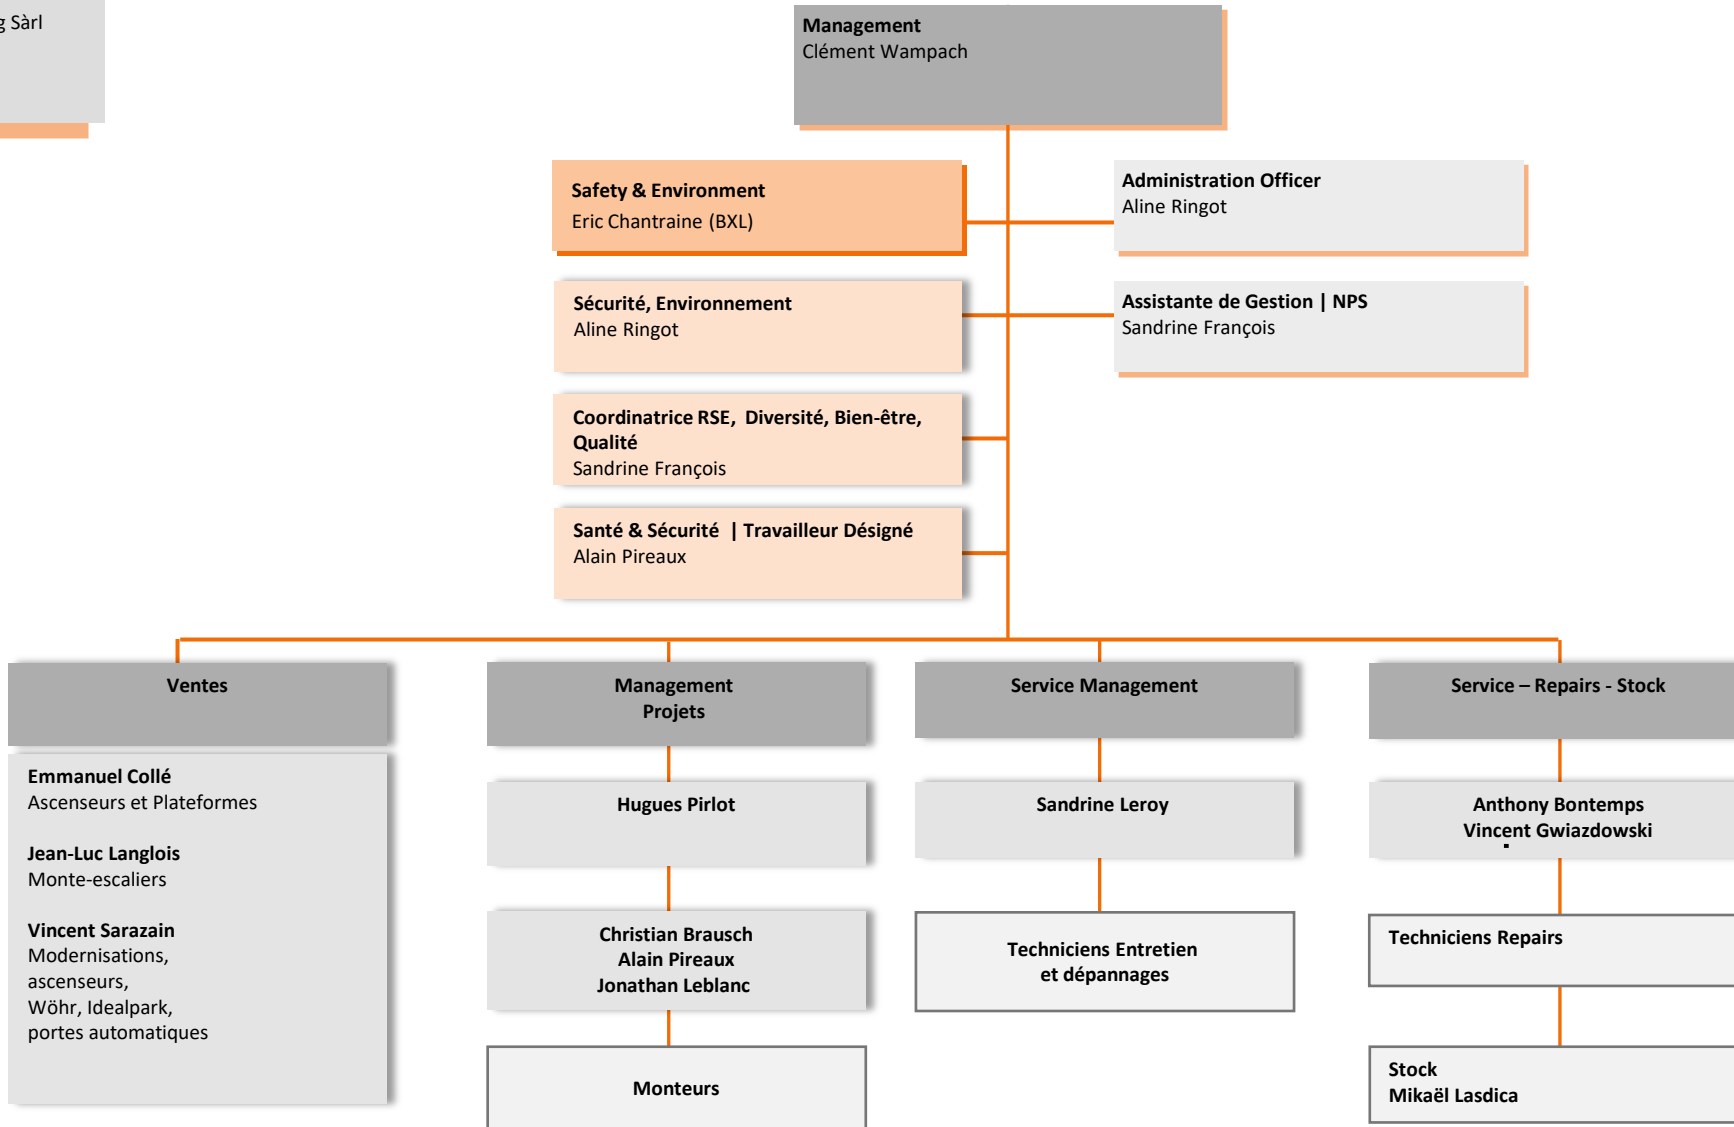 g Sàrl
Management
Clément Wampach
Safety & Environment
Eric Chantraine (BXL)
Administration Officer
Aline Ringot
Sécurité, Environnement
Aline Ringot
Assistante de Gestion | NPS
Sandrine François
Coordinatrice RSE, Diversité, Bien-être,
Qualité
Sandrine François
Santé & Sécurité | Travailleur Désigné
Alain Pireaux
Ventes
Emmanuel Collé
Ascenseurs et Plateformes
Jean-Luc Langlois
Monte-escaliers
Vincent Sarazain
Modernisations,
ascenseurs,
Wöhr, Idealpark,
portes automatiques
Management
Projets
Hugues Pirlot
Christian Brausch
Alain Pireaux
Jonathan Leblanc
Monteurs
Service Management
Sandrine Leroy
Techniciens Entretien
et dépannages
Service – Repairs - Stock
Anthony Bontemps
Vincent Gwiazdowski
Techniciens Repairs
Stock
Mikaël Lasdica